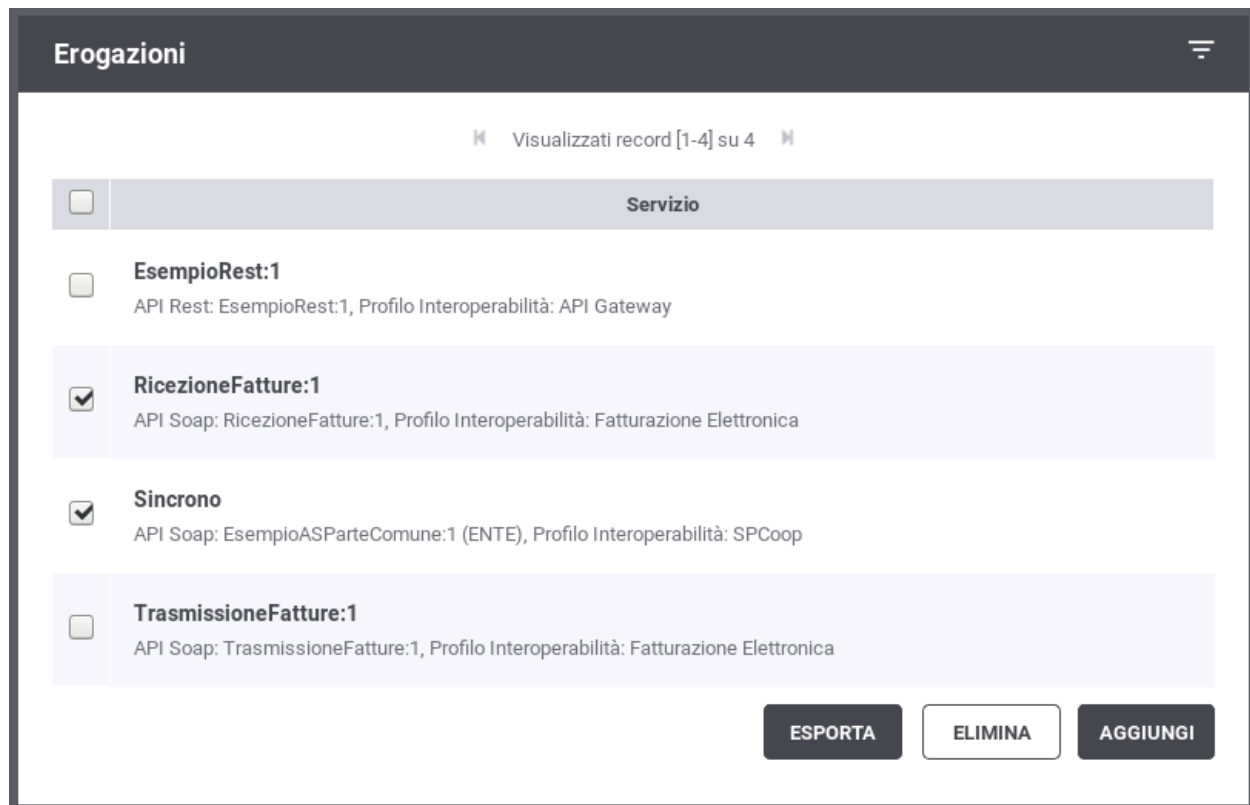 Erogazioni
Visualizzati record [1-4] su 4
Servizio
EsempioRest:1
API Rest: EsempioRest:1, Profilo Interoperabilità: API Gateway
RicezioneFatture:1
API Soap: RicezioneFatture:1, Profilo Interoperabilità: Fatturazione Elettronica
Sincrono
API Soap: EsempioASParteComune:1 (ENTE), Profilo Interoperabilità: SPCoop
TrasmissioneFatture:1
API Soap: TrasmissioneFatture:1, Profilo Interoperabilità: Fatturazione Elettronica
ESPORTA ELIMINA AGGIUNGI